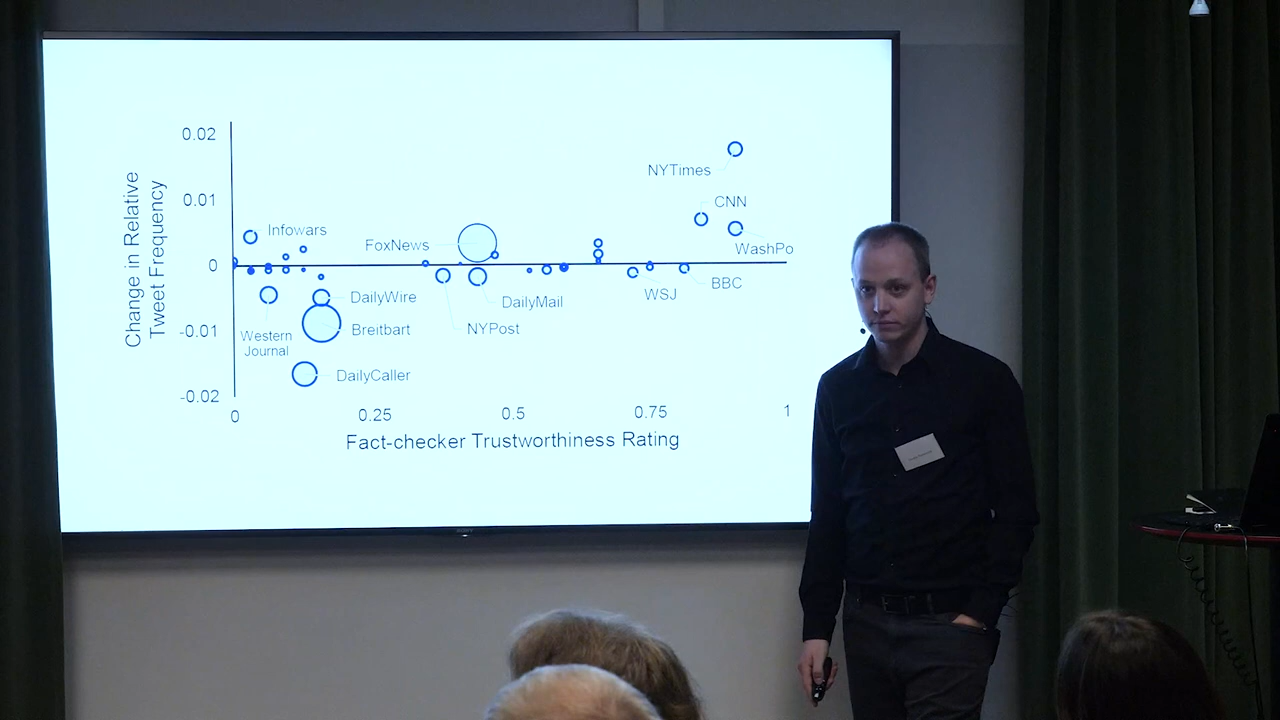 0.02
0.01
0
-0.01
-0.02
Change in Relative
Tweet Frequency
NYTimes
CNN
WashPo
Infowars
FoxNews
BBC
WSJ
DailyMail
NYPost
DailyWire
Breitbart
Western
Journal
DailyCaller
0
0.25
0.5
0.75
1
Fact-checker Trustworthiness Rating
SONY